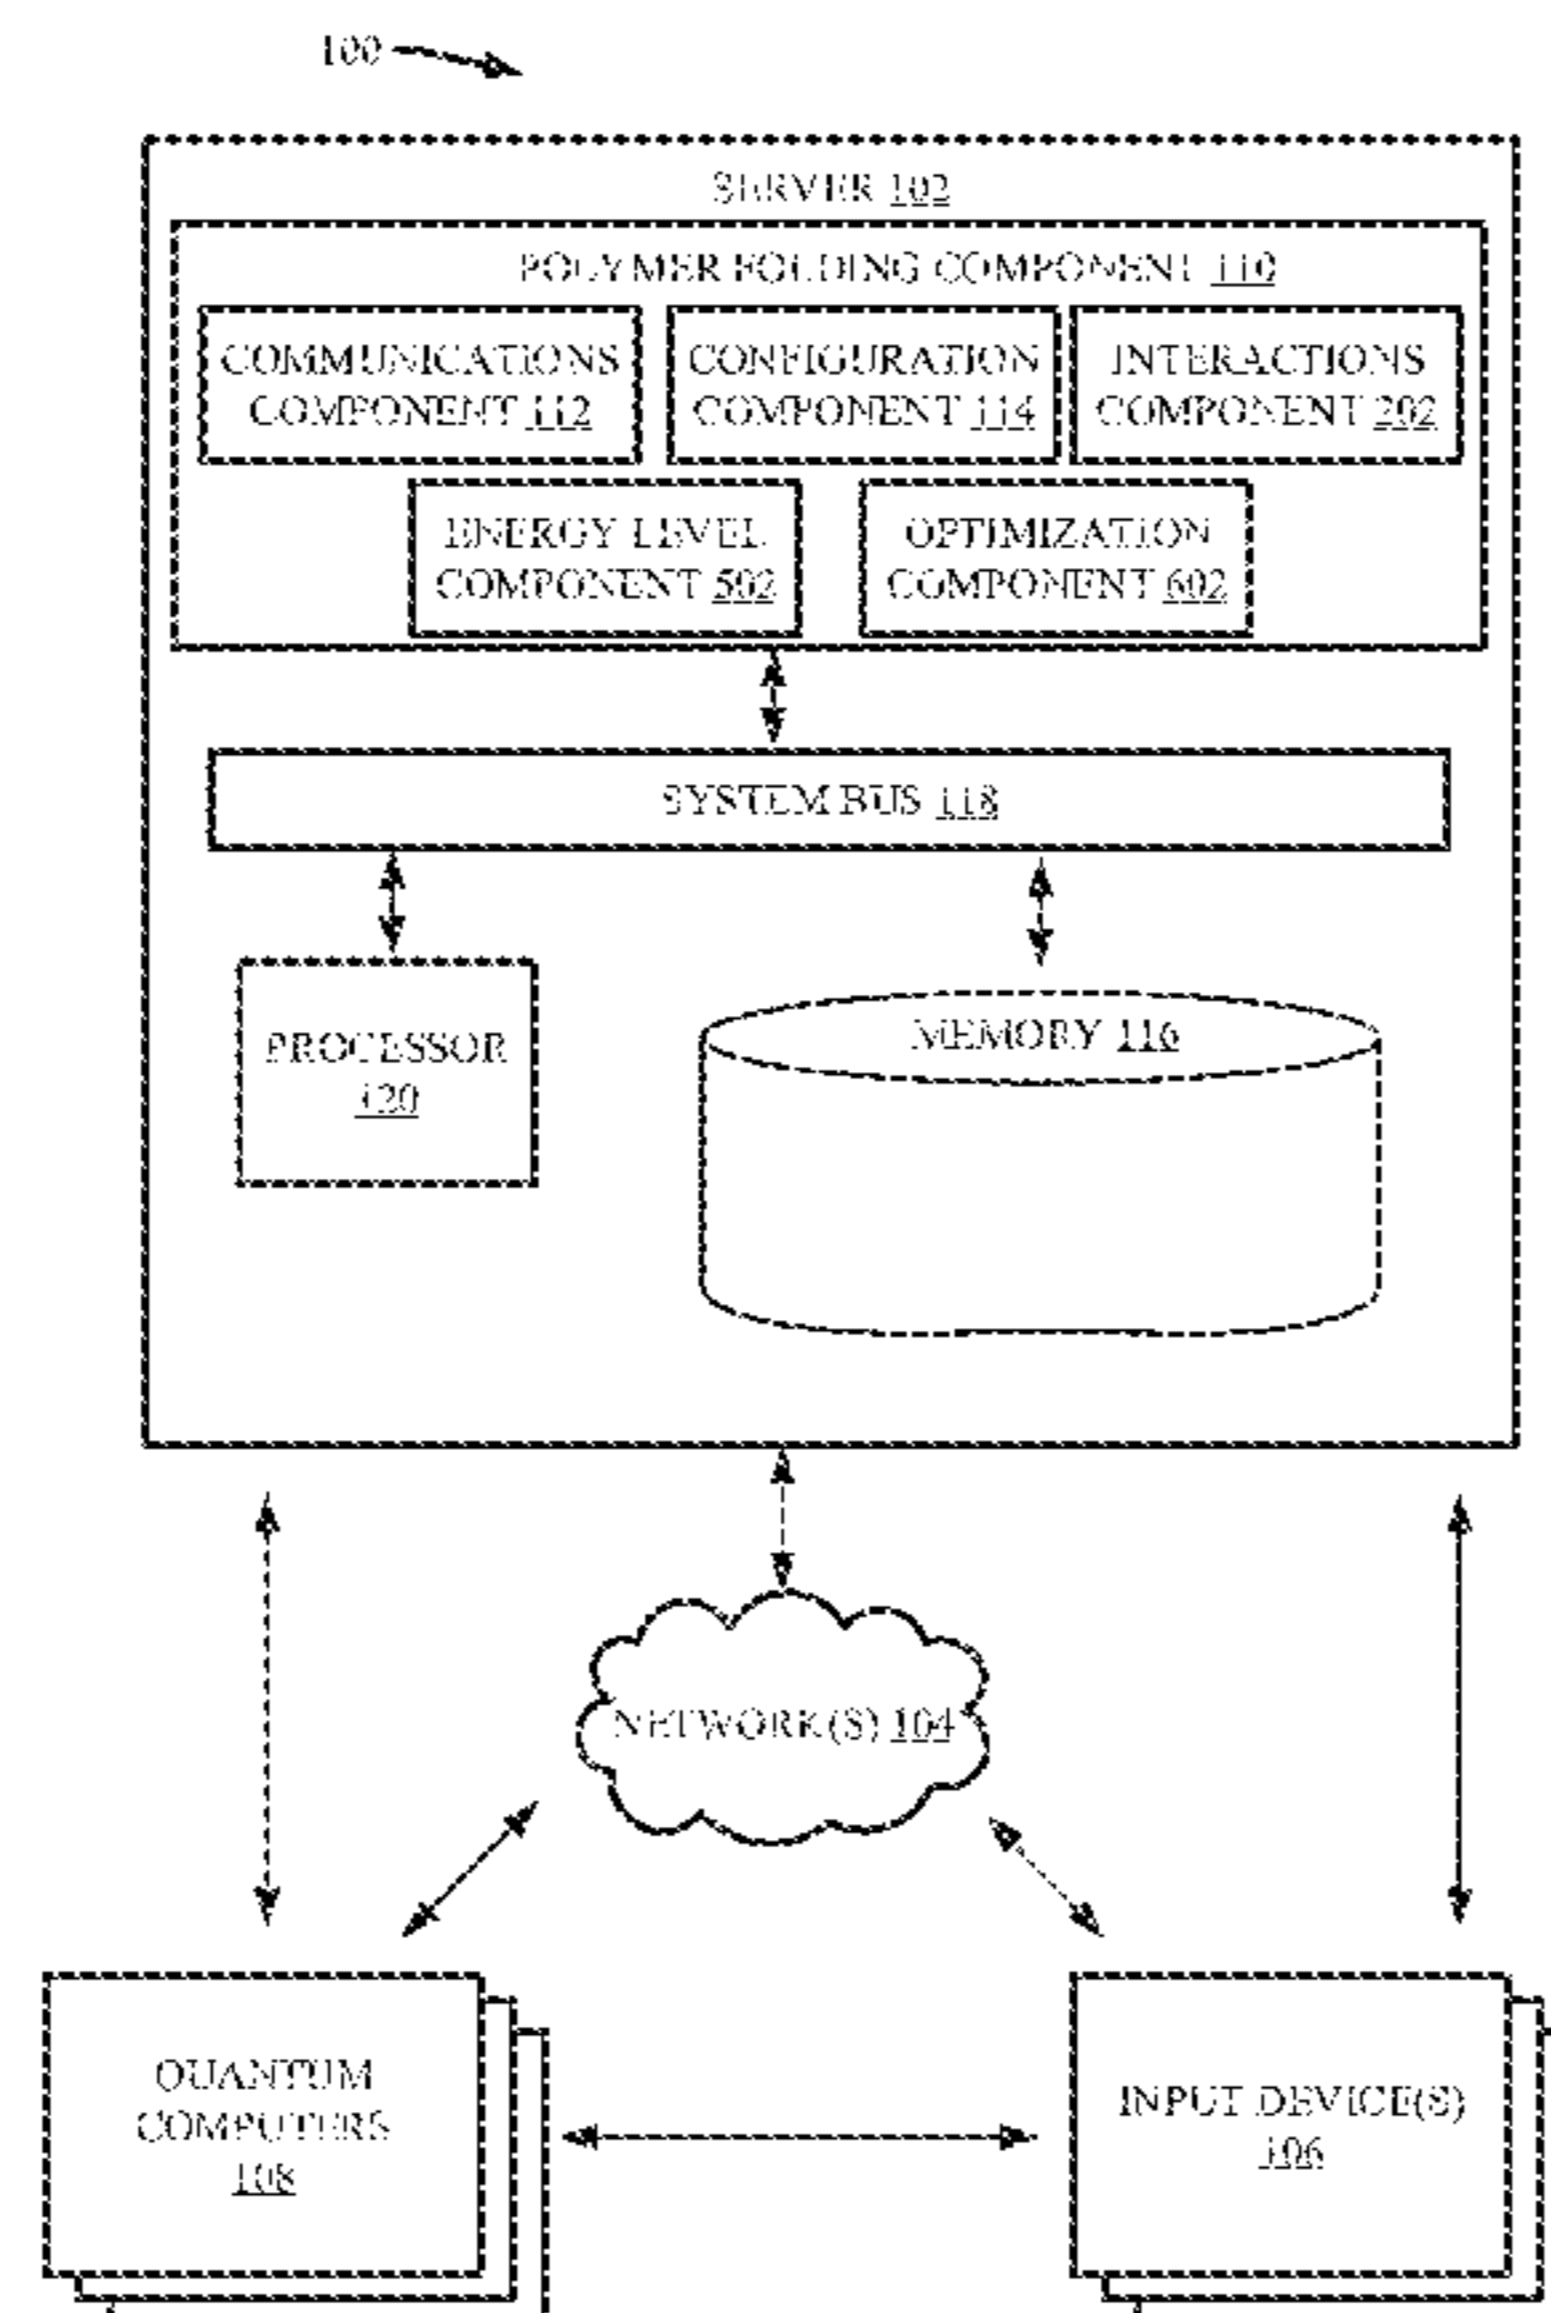 100
SERVER 102
POLYMER FOLDING COMPONENT 110
COMMUNICATIONS
COMPONENT 112
CONFIGURATION
COMPONENT 114
INTERACTIONS
COMPONENT 202
ENERGY LEVEL
COMPONENT 502
OPTIMIZATION
COMPONENT 602
SYSTEM BUS 118
PROCESSOR
120
MEMORY 116
NETWORK(S) 104
QUANTUM
COMPUTERS
108
INPUT DEVICE(S)
106